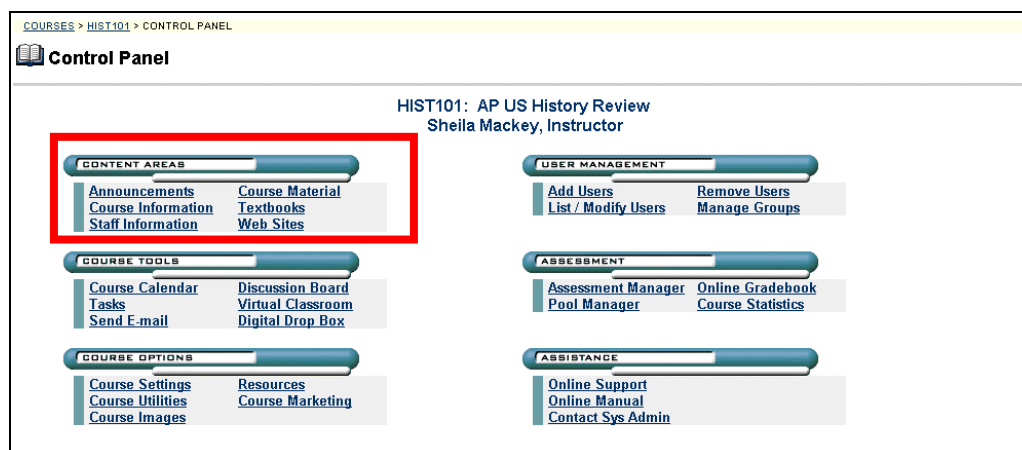 COURSES > HIST101 > CONTROL PANEL
Control Panel
HIST101: AP US History Review
Sheila Mackey, Instructor
CONTENT AREAS
Announcements Course Material
Course Information Textbooks
Staff Information Web Sites
USER MANAGEMENT
Add Users Remove Users
List / Modify Users Manage Groups
COURSE TOOLS
Course Calendar Discussion Board
Tasks Virtual Classroom
Send E-mail Digital Drop Box
ASSESSMENT
Assessment Manager Online Gradebook
Pool Manager Course Statistics
COURSE OPTIONS
Course Settings Resources
Course Utilities Course Marketing
Course Images
ASSISTANCE
Online Support
Online Manual
Contact Sys Admin